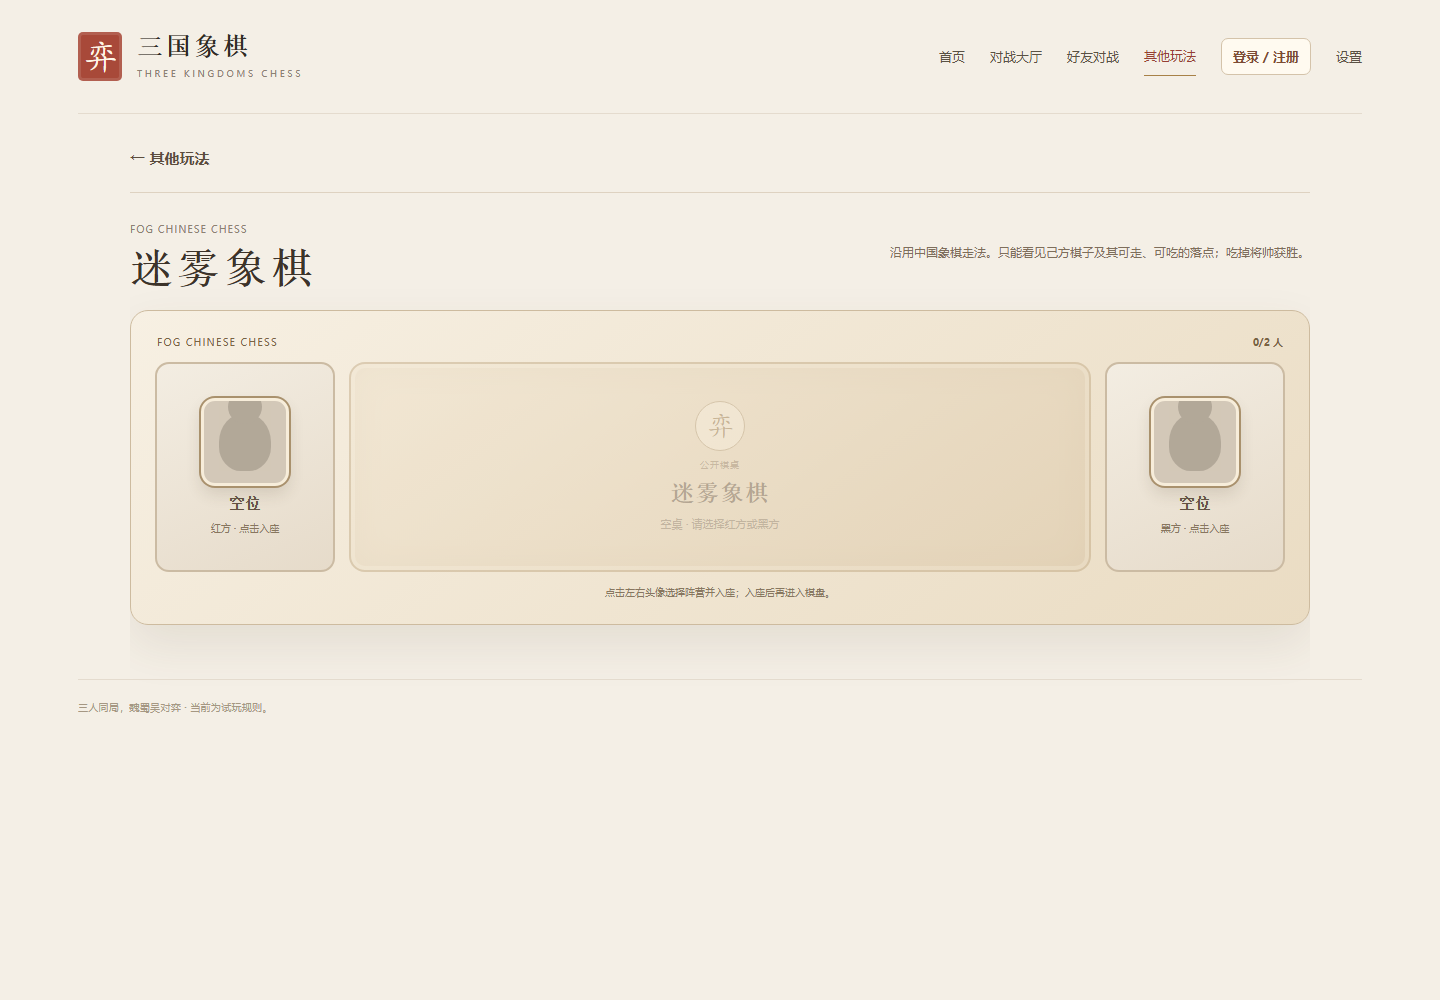 弈
三国象棋
THREE KINGDOMS CHESS
首页
对战大厅
好友对战
其他玩法
登录 / 注册
设置
← 其他玩法
FOG CHINESE CHESS
迷雾象棋
沿用中国象棋走法。只能看见己方棋子及其可走、可吃的落点；吃掉将帅获胜。
FOG CHINESE CHESS
0/2 人
空位
红方 · 点击入座
弈
公开棋桌
迷雾象棋
空桌 · 请选择红方或黑方
空位
黑方 · 点击入座
点击左右头像选择阵营并入座；入座后再进入棋盘。
三人同局，魏蜀吴对弈 · 当前为试玩规则。